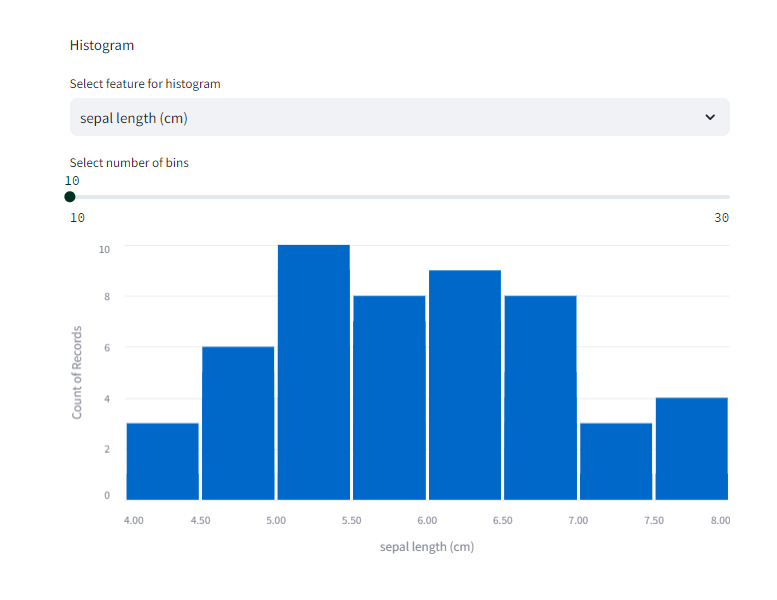 Histogram
Select feature for histogram
sepal length (cm)
Select number of bins
10
10 30
10
8
6
4
2
0
Count of Records
4.00 4.50 5.00 5.50 6.00 6.50 7.00 7.50 8.00
sepal length (cm)